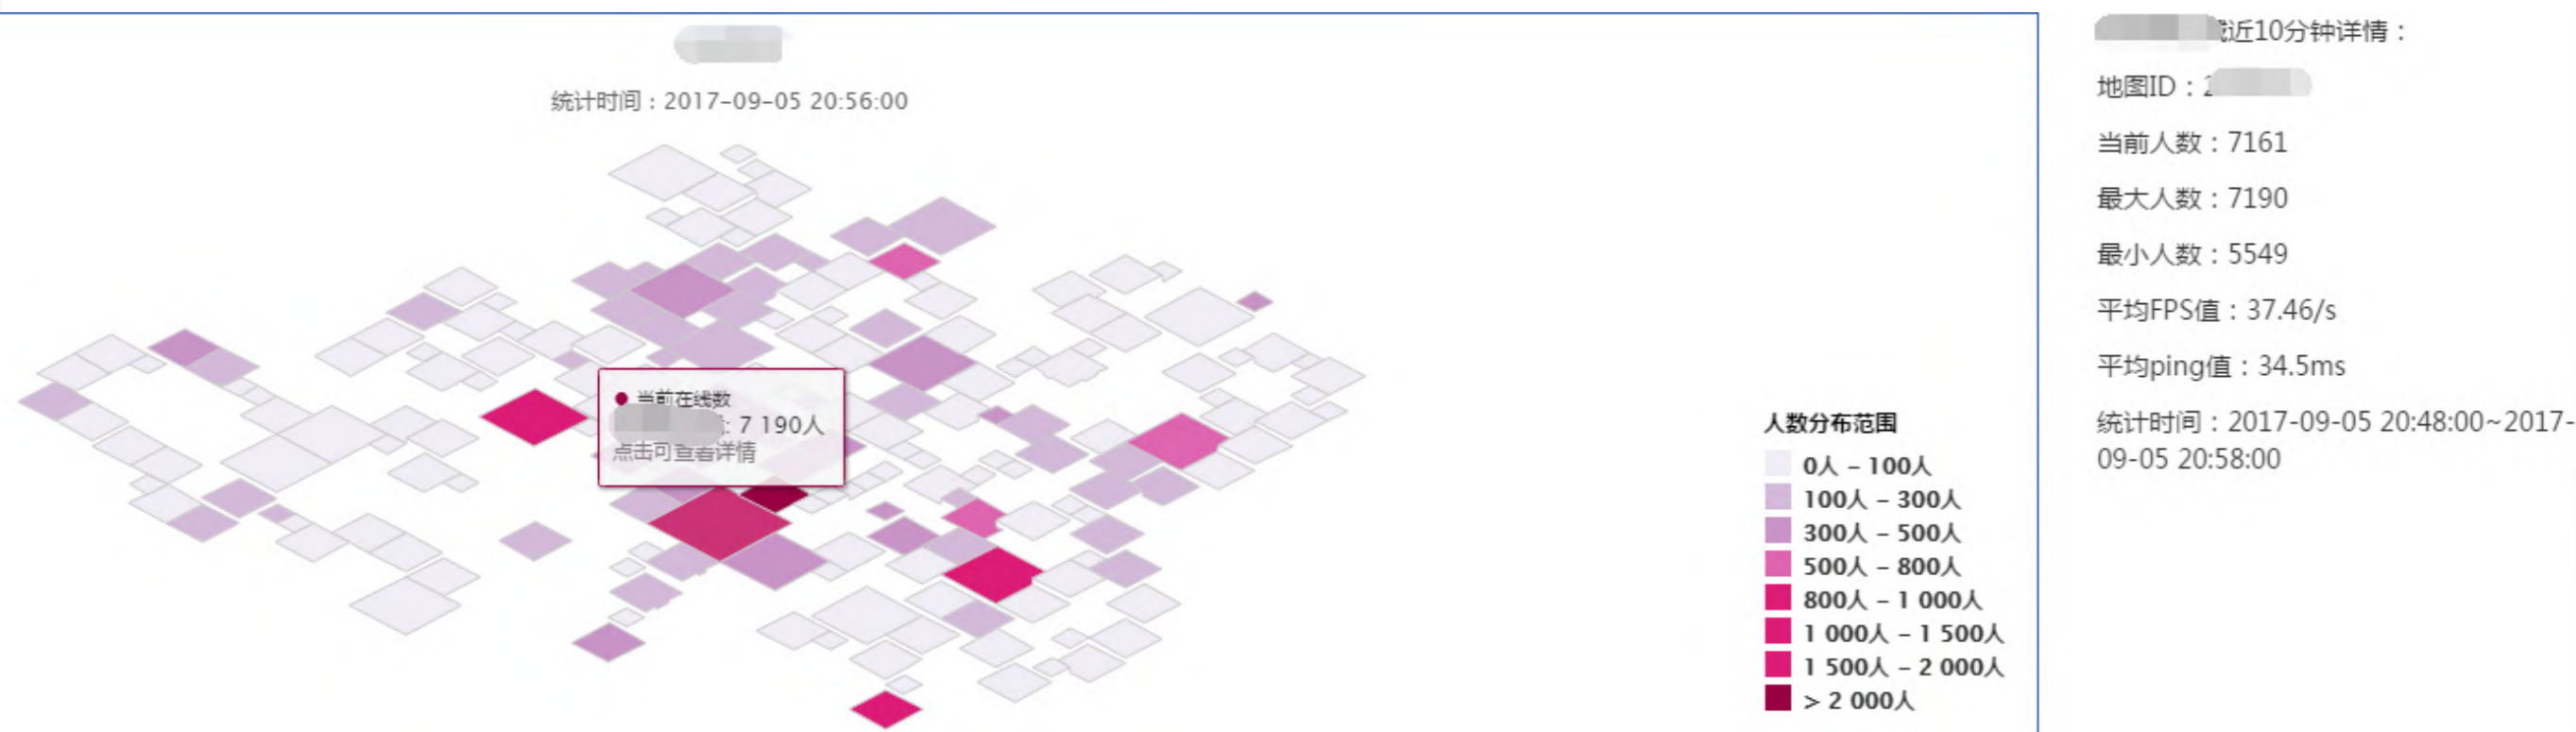 统计时间：2017-09-05 20:56:00
当前在线数
: 7 190人
点击可查看详情
人数分布范围
0人 – 100人
100人 – 300人
300人 – 500人
500人 – 800人
800人 – 1 000人
1 000人 – 1 500人
1 500人 – 2 000人
> 2 000人
近10分钟详情：
地图ID：2
当前人数：7161
最大人数：7190
最小人数：5549
平均FPS值：37.46/s
平均ping值：34.5ms
统计时间：2017-09-05 20:48:00~2017-
09-05 20:58:00